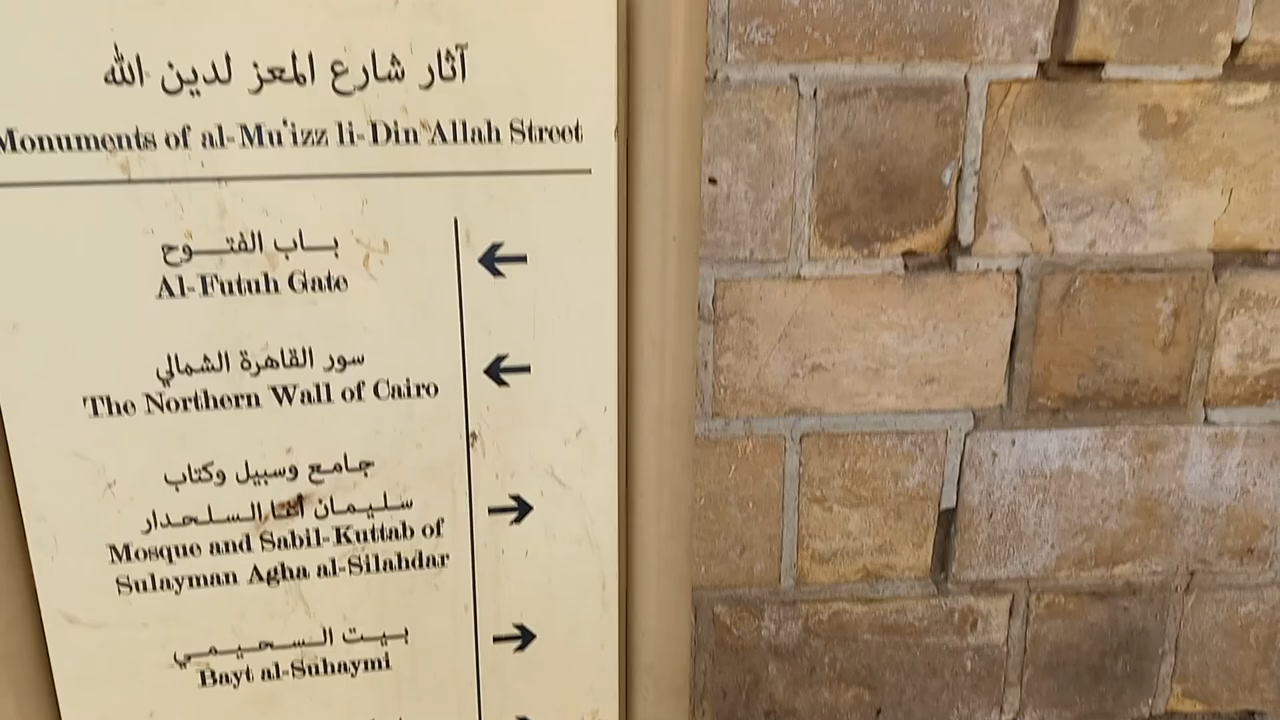 آثار شارع المعز لدين الله
Monuments of al-Mu'izz li-Din Allah Street
باب الفتوح
←
Al-Futuh Gate
سور القاهرة الشمالي
←
The Northern Wall of Cairo
جامع وسبيل وكتاب
سليمان أغا السلحدار
→
Mosque and Sabil-Kuttab of
Sulayman Agha al-Silahdar
بيت السحيمي
→
Bayt al-Suhaymi